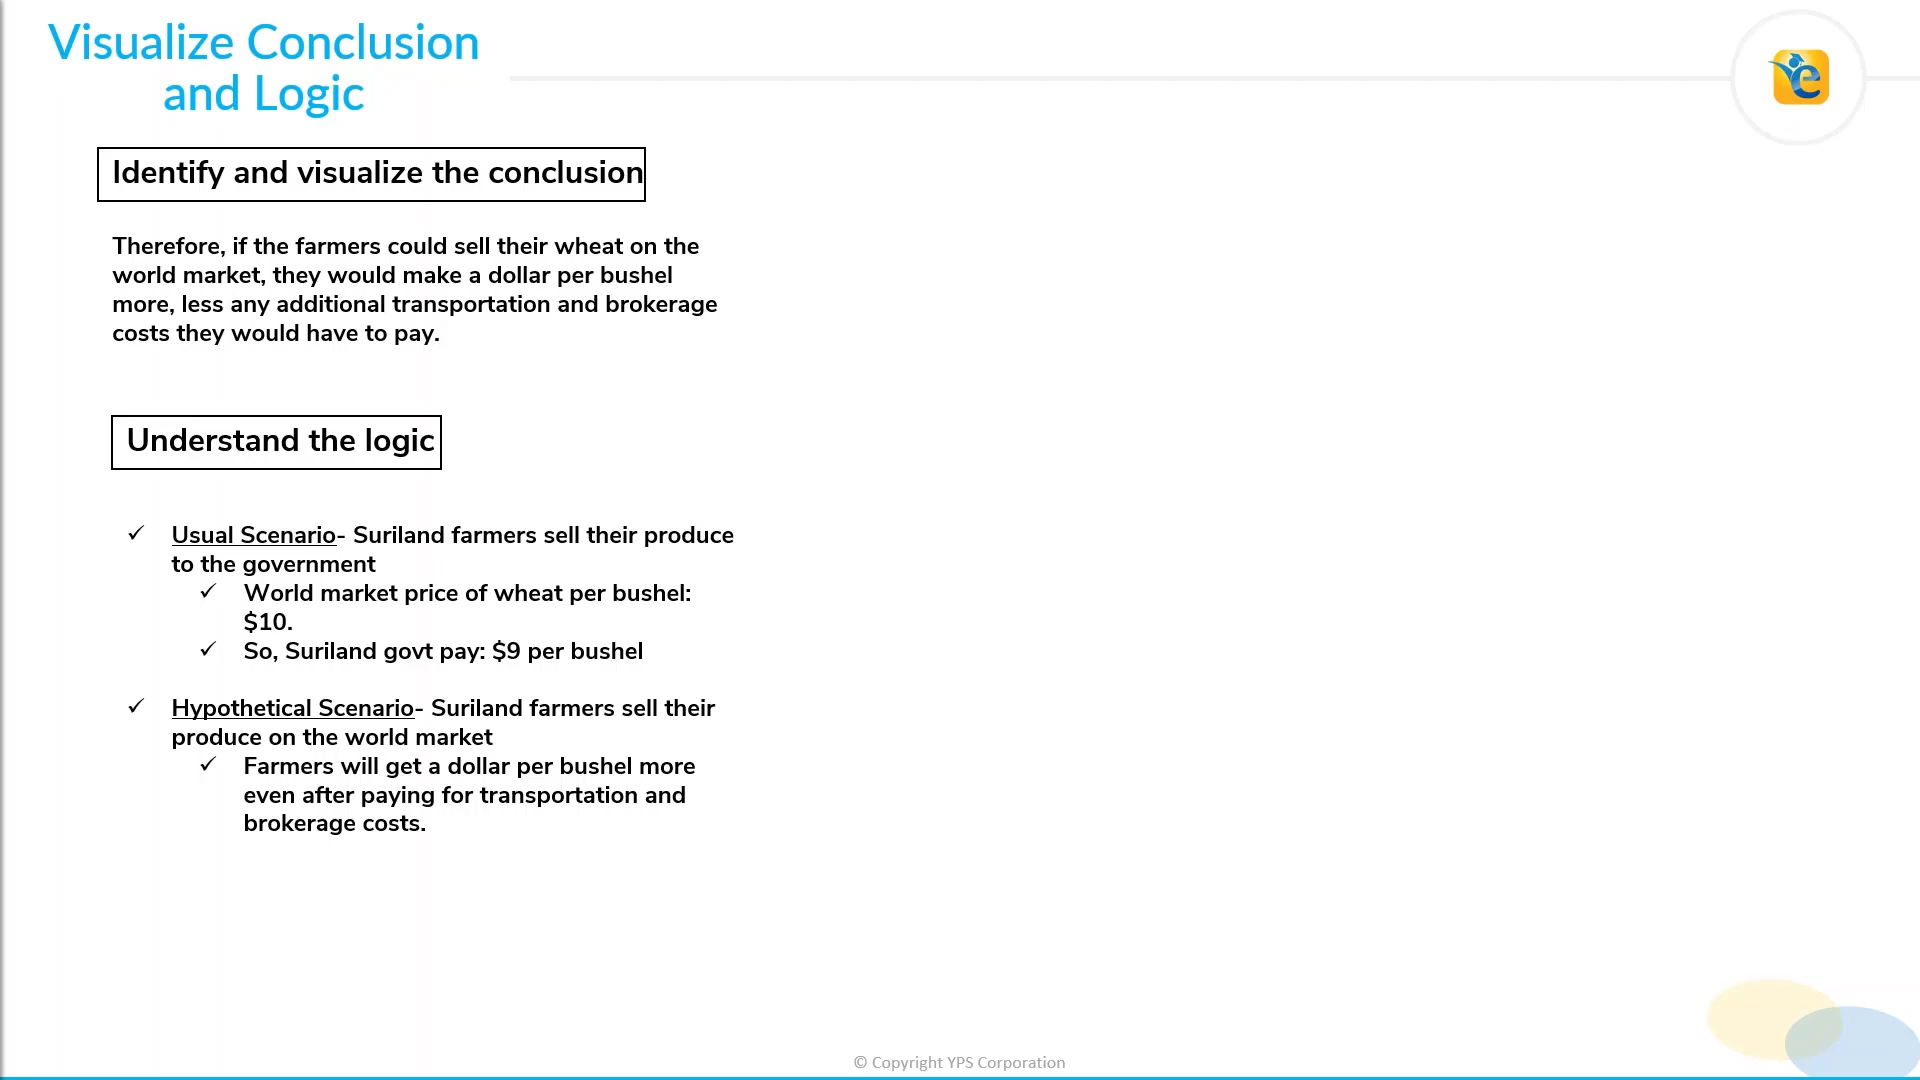 Visualize Conclusion
and Logic
Identify and visualize the conclusion
Therefore, if the farmers could sell their wheat on the
world market, they would make a dollar per bushel
more, less any additional transportation and brokerage
costs they would have to pay.
Understand the logic
✓ Usual Scenario- Suriland farmers sell their produce
to the government
✓ World market price of wheat per bushel:
$10.
✓ So, Suriland govt pay: $9 per bushel
✓ Hypothetical Scenario- Suriland farmers sell their
produce on the world market
✓ Farmers will get a dollar per bushel more
even after paying for transportation and
brokerage costs.
© Copyright YPS Corporation